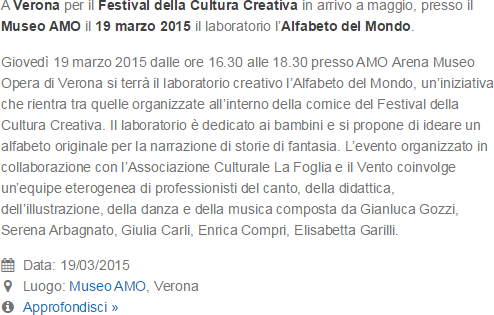 A Verona per il Festival della Cultura Creativa in arrivo a maggio, presso il
Museo AMO il 19 marzo 2015 il laboratorio l'Alfabeto del Mondo.
Giovedì 19 marzo 2015 dalle ore 16.30 alle 18.30 presso AMO Arena Museo
Opera di Verona si terrà il laboratorio creativo l'Alfabeto del Mondo, un'iniziativa
che rientra tra quelle organizzate all'interno della cornice del Festival della
Cultura Creativa. Il laboratorio è dedicato ai bambini e si propone di ideare un
alfabeto originale per la narrazione di storie di fantasia. L'evento organizzato in
collaborazione con l'Associazione Culturale La Foglia e il Vento coinvolge
un'equipe eterogenea di professionisti del canto, della didattica,
dell'illustrazione, della danza e della musica composta da Gianluca Gozzi,
Serena Arbagnato, Giulia Carli, Enrica Compri, Elisabetta Garilli.
Data: 19/03/2015
Luogo: Museo AMO, Verona
Approfondisci »